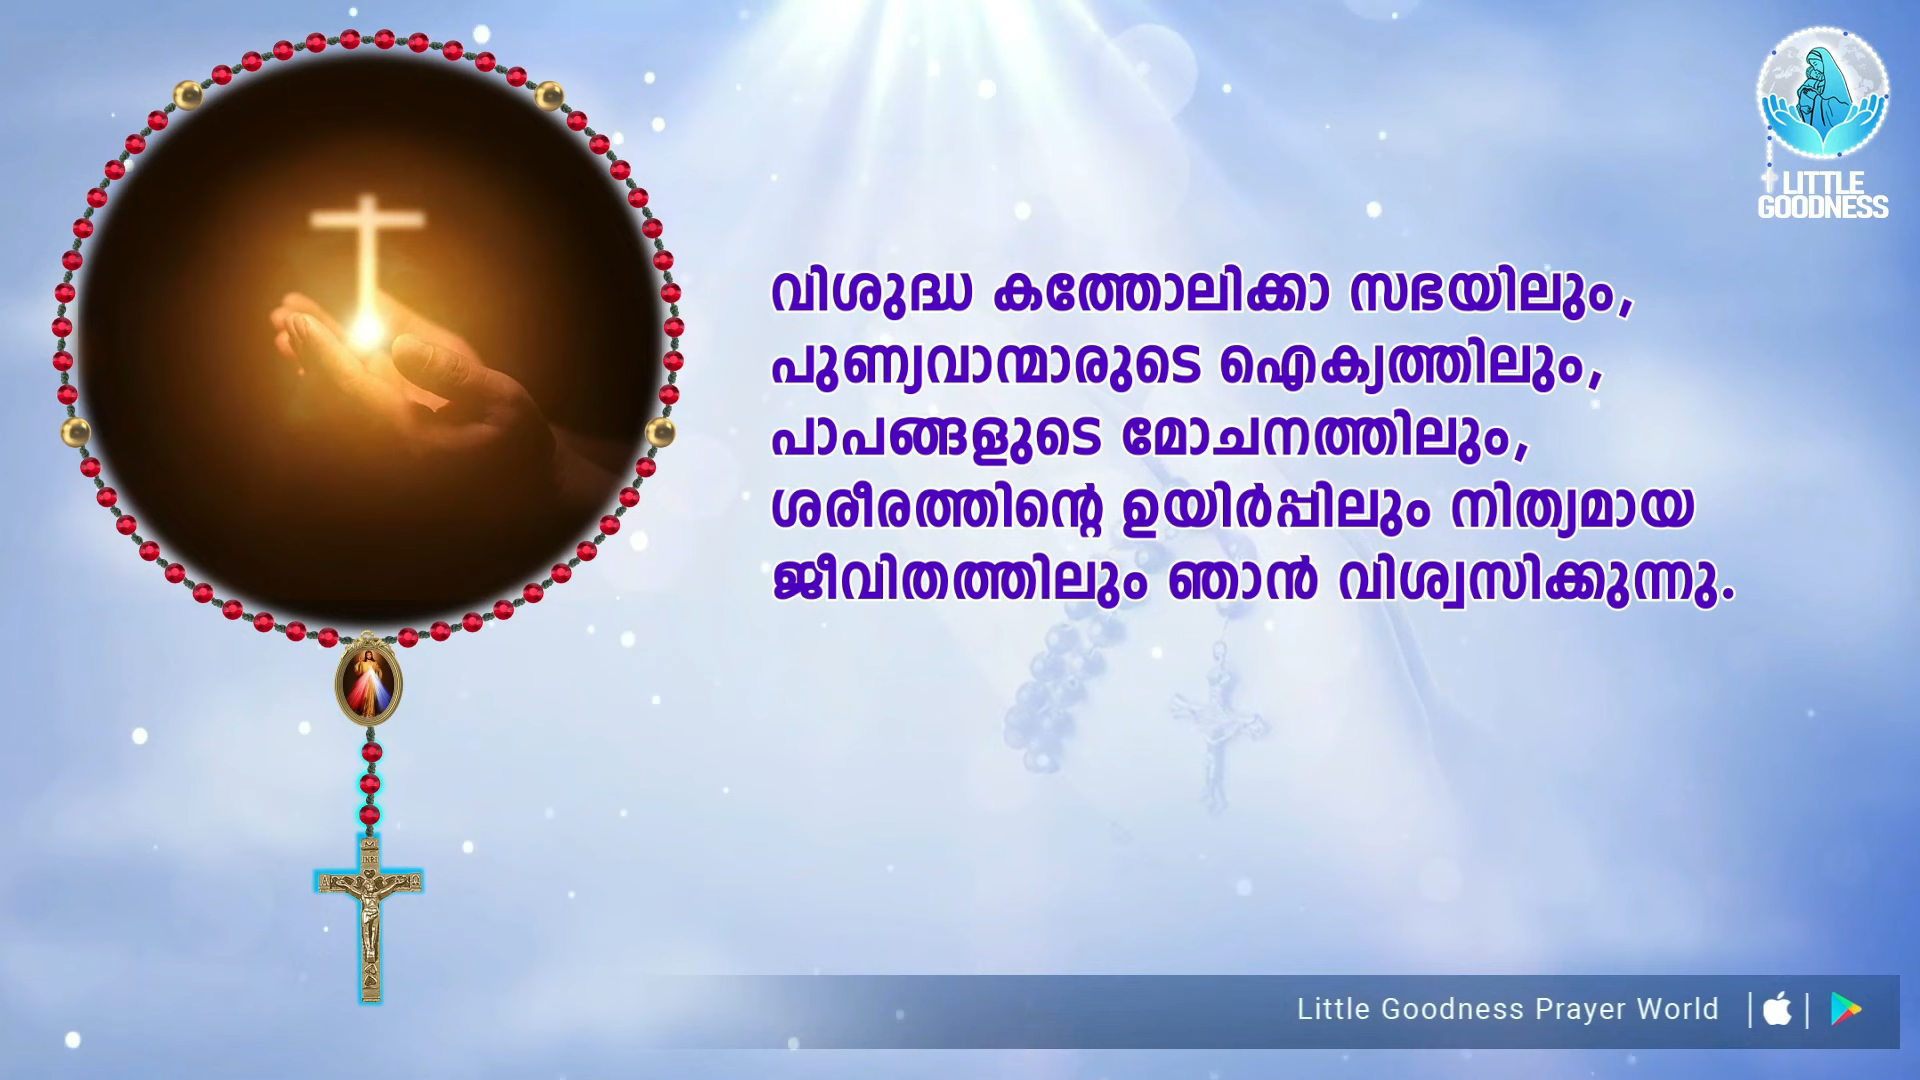 LITTLE
GOODNESS
വിശുദ്ധ കത്തോലിക്കാ സഭയിലും,
പുണ്യവാന്മാരുടെ ഐക്യത്തിലും,
പാപങ്ങളുടെ മോചനത്തിലും,
ശരീരത്തിന്റെ ഉയിർപ്പിലും നിത്യമായ
ജീവിതത്തിലും ഞാൻ വിശ്വസിക്കുന്നു.
INRI
Little Goodness Prayer World